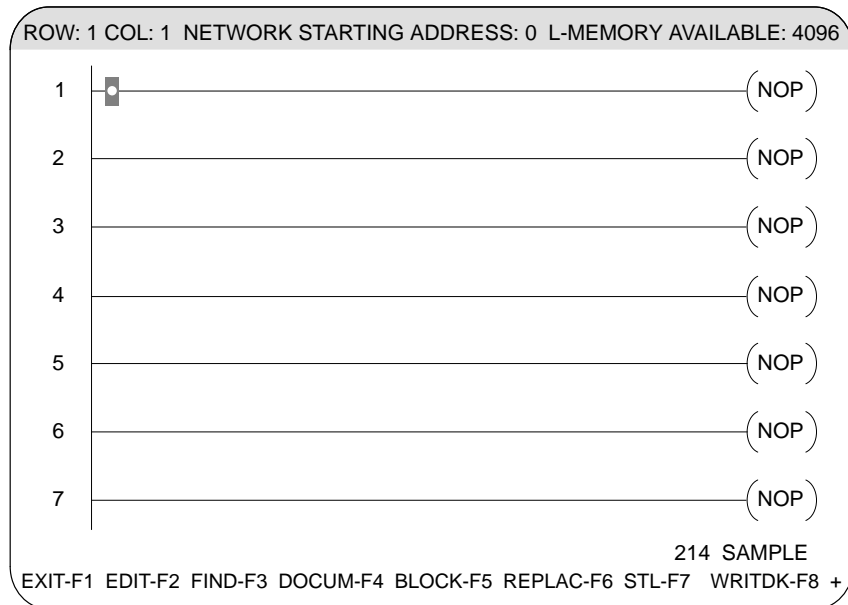 ROW: 1 COL: 1 NETWORK STARTING ADDRESS: 0 L-MEMORY AVAILABLE: 4096
1 NOP
2 NOP
3 NOP
4 NOP
5 NOP
6 NOP
7 NOP
214 SAMPLE
EXIT-F1 EDIT-F2 FIND-F3 DOCUM-F4 BLOCK-F5 REPLAC-F6 STL-F7 WRITDK-F8 +